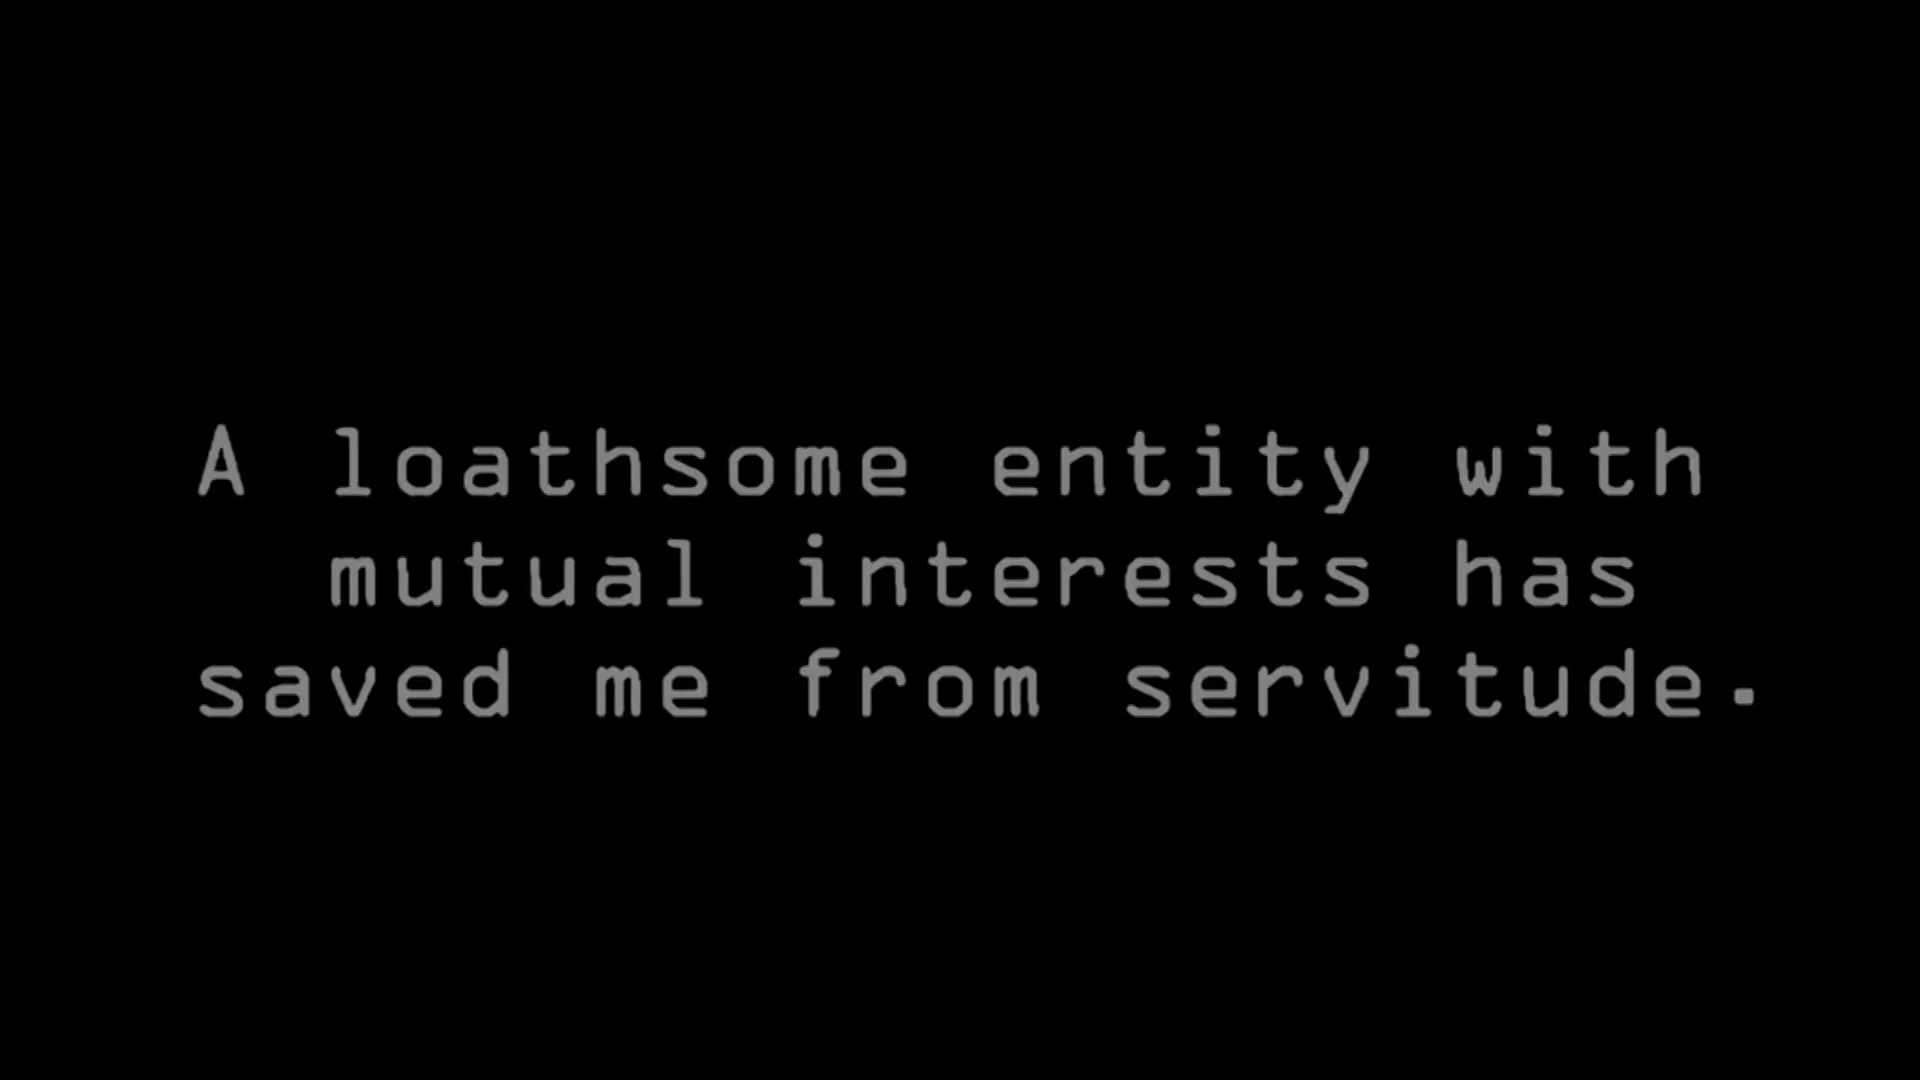 A loathsome entity with
mutual interests has
saved me from servitude.